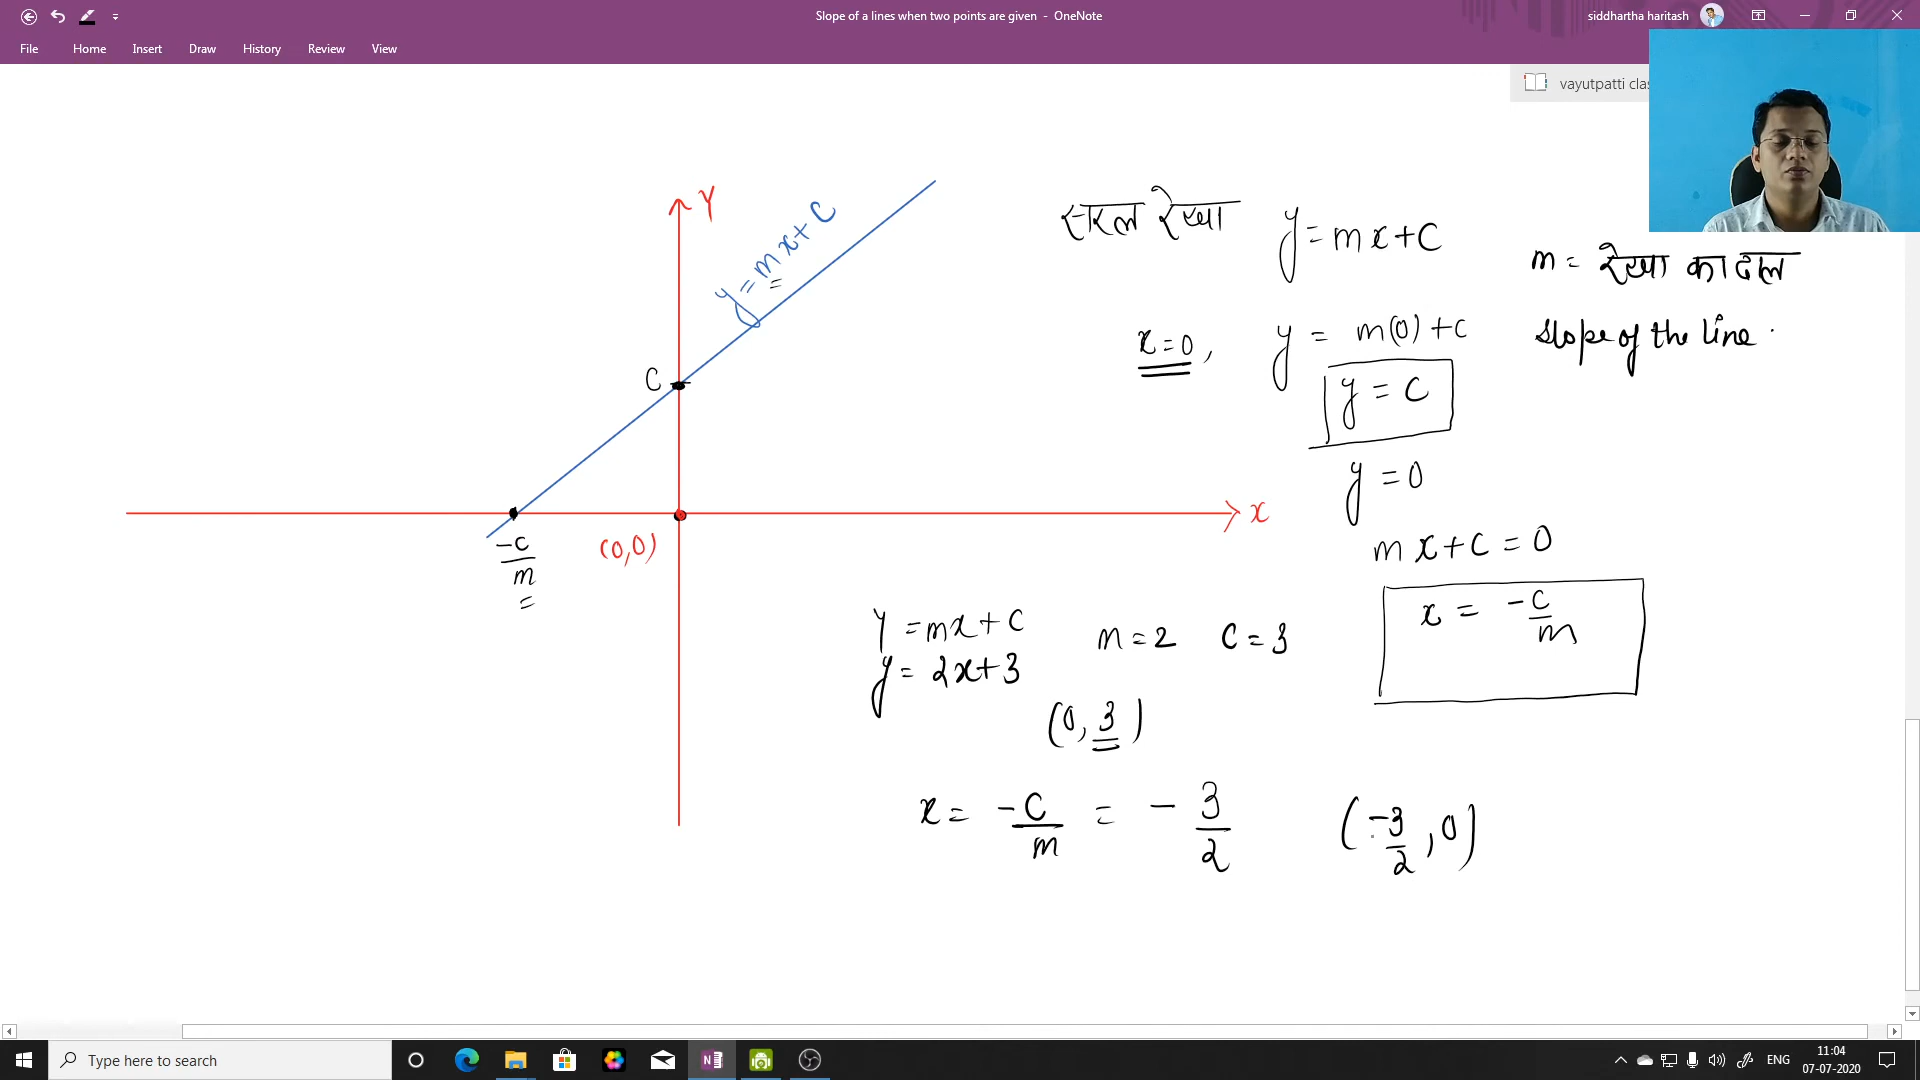 Slope of a lines when two points are given - OneNote
siddhartha haritash
File Home Insert Draw History Review View
vayutpatti clas
Y
y = mx + C
C
(0,0)
X
-C/m
=
सरल रेखा y = mx + C
m = रेखा का ढाल
slope of the line.
x = 0, y = m(0) + C
y = C
y = 0
mx + C = 0
x = -C/m
y = mx + C m = 2 C = 3
y = 2x + 3
(0, 3)
x = -C/m = -3/2 (-3/2, 0)
Type here to search
ENG
11:04
07-07-2020